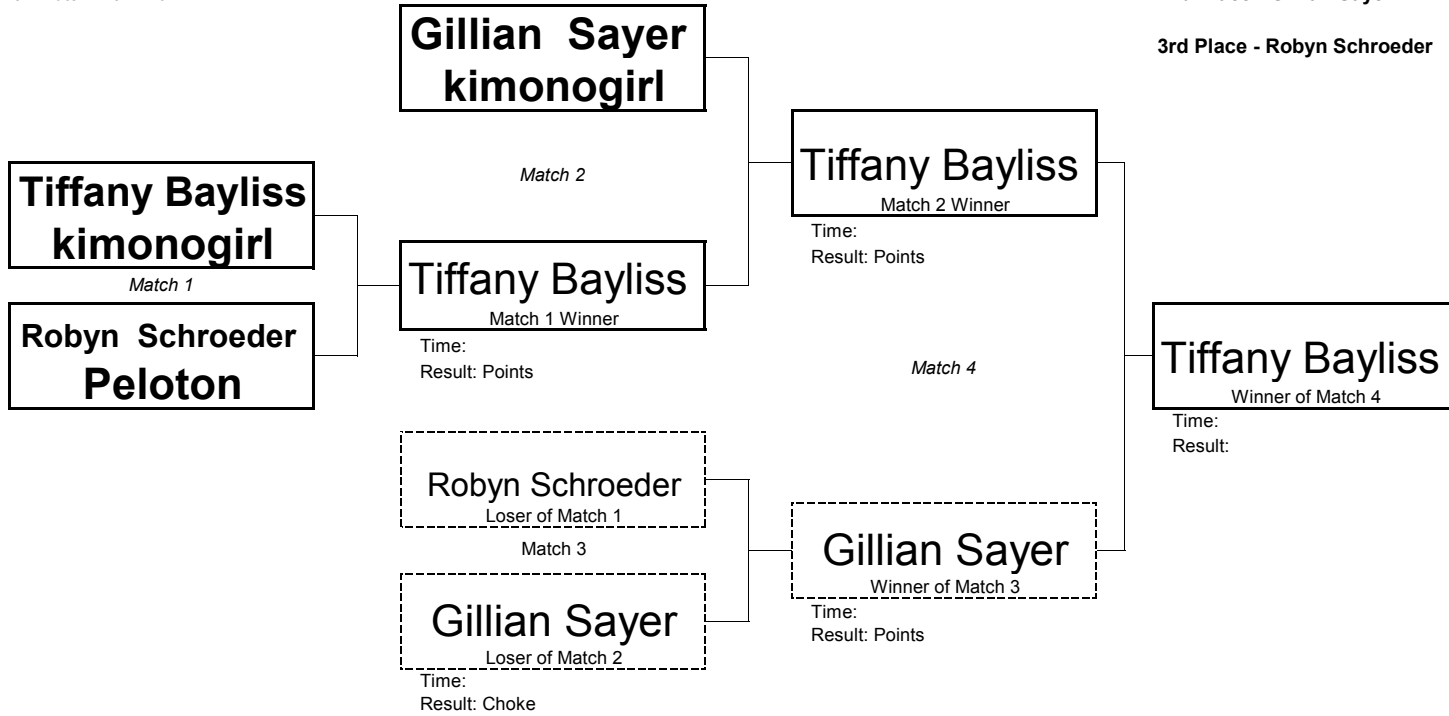 3rd Place - Robyn Schroeder
Gillian Sayer
kimonogirl
Match 2
Tiffany Bayliss
kimonogirl
Match 1
Robyn Schroeder
Peloton
Tiffany Bayliss
Match 1 Winner
Time:
Result: Points
Tiffany Bayliss
Match 2 Winner
Time:
Result: Points
Match 4
Tiffany Bayliss
Winner of Match 4
Time:
Result:
Robyn Schroeder
Loser of Match 1
Match 3
Gillian Sayer
Loser of Match 2
Time:
Result: Choke
Gillian Sayer
Winner of Match 3
Time:
Result: Points